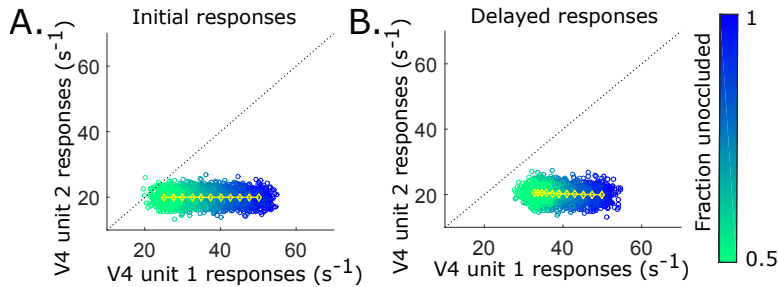 A.
Initial responses
V4 unit 2 responses (s⁻¹)
60
40
20
20
40
60
V4 unit 1 responses (s⁻¹)
B.
Delayed responses
V4 unit 2 responses (s⁻¹)
60
40
20
20
40
60
V4 unit 1 responses (s⁻¹)
1
Fraction unoccluded
0.5